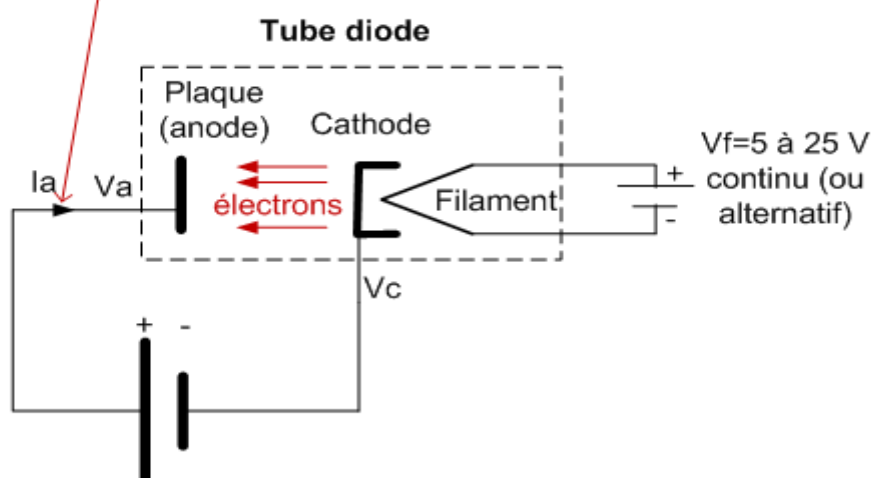 Tube diode
Plaque
(anode)
Cathode
Vf=5 à 25 V
continu (ou
alternatif)
+
-
Ia
Va
électrons
Filament
Vc
+ -